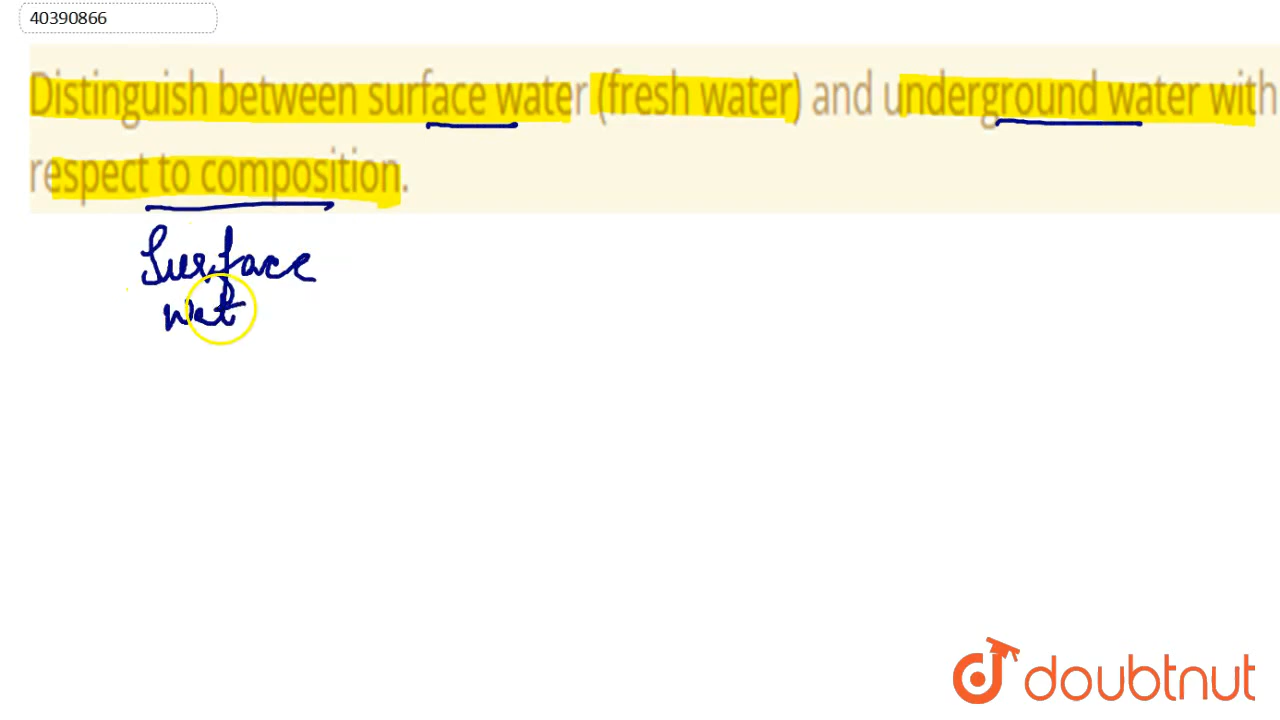 40390866
Distinguish between surface water (fresh water) and underground water with
respect to composition.
Surface
wat
doubtnut